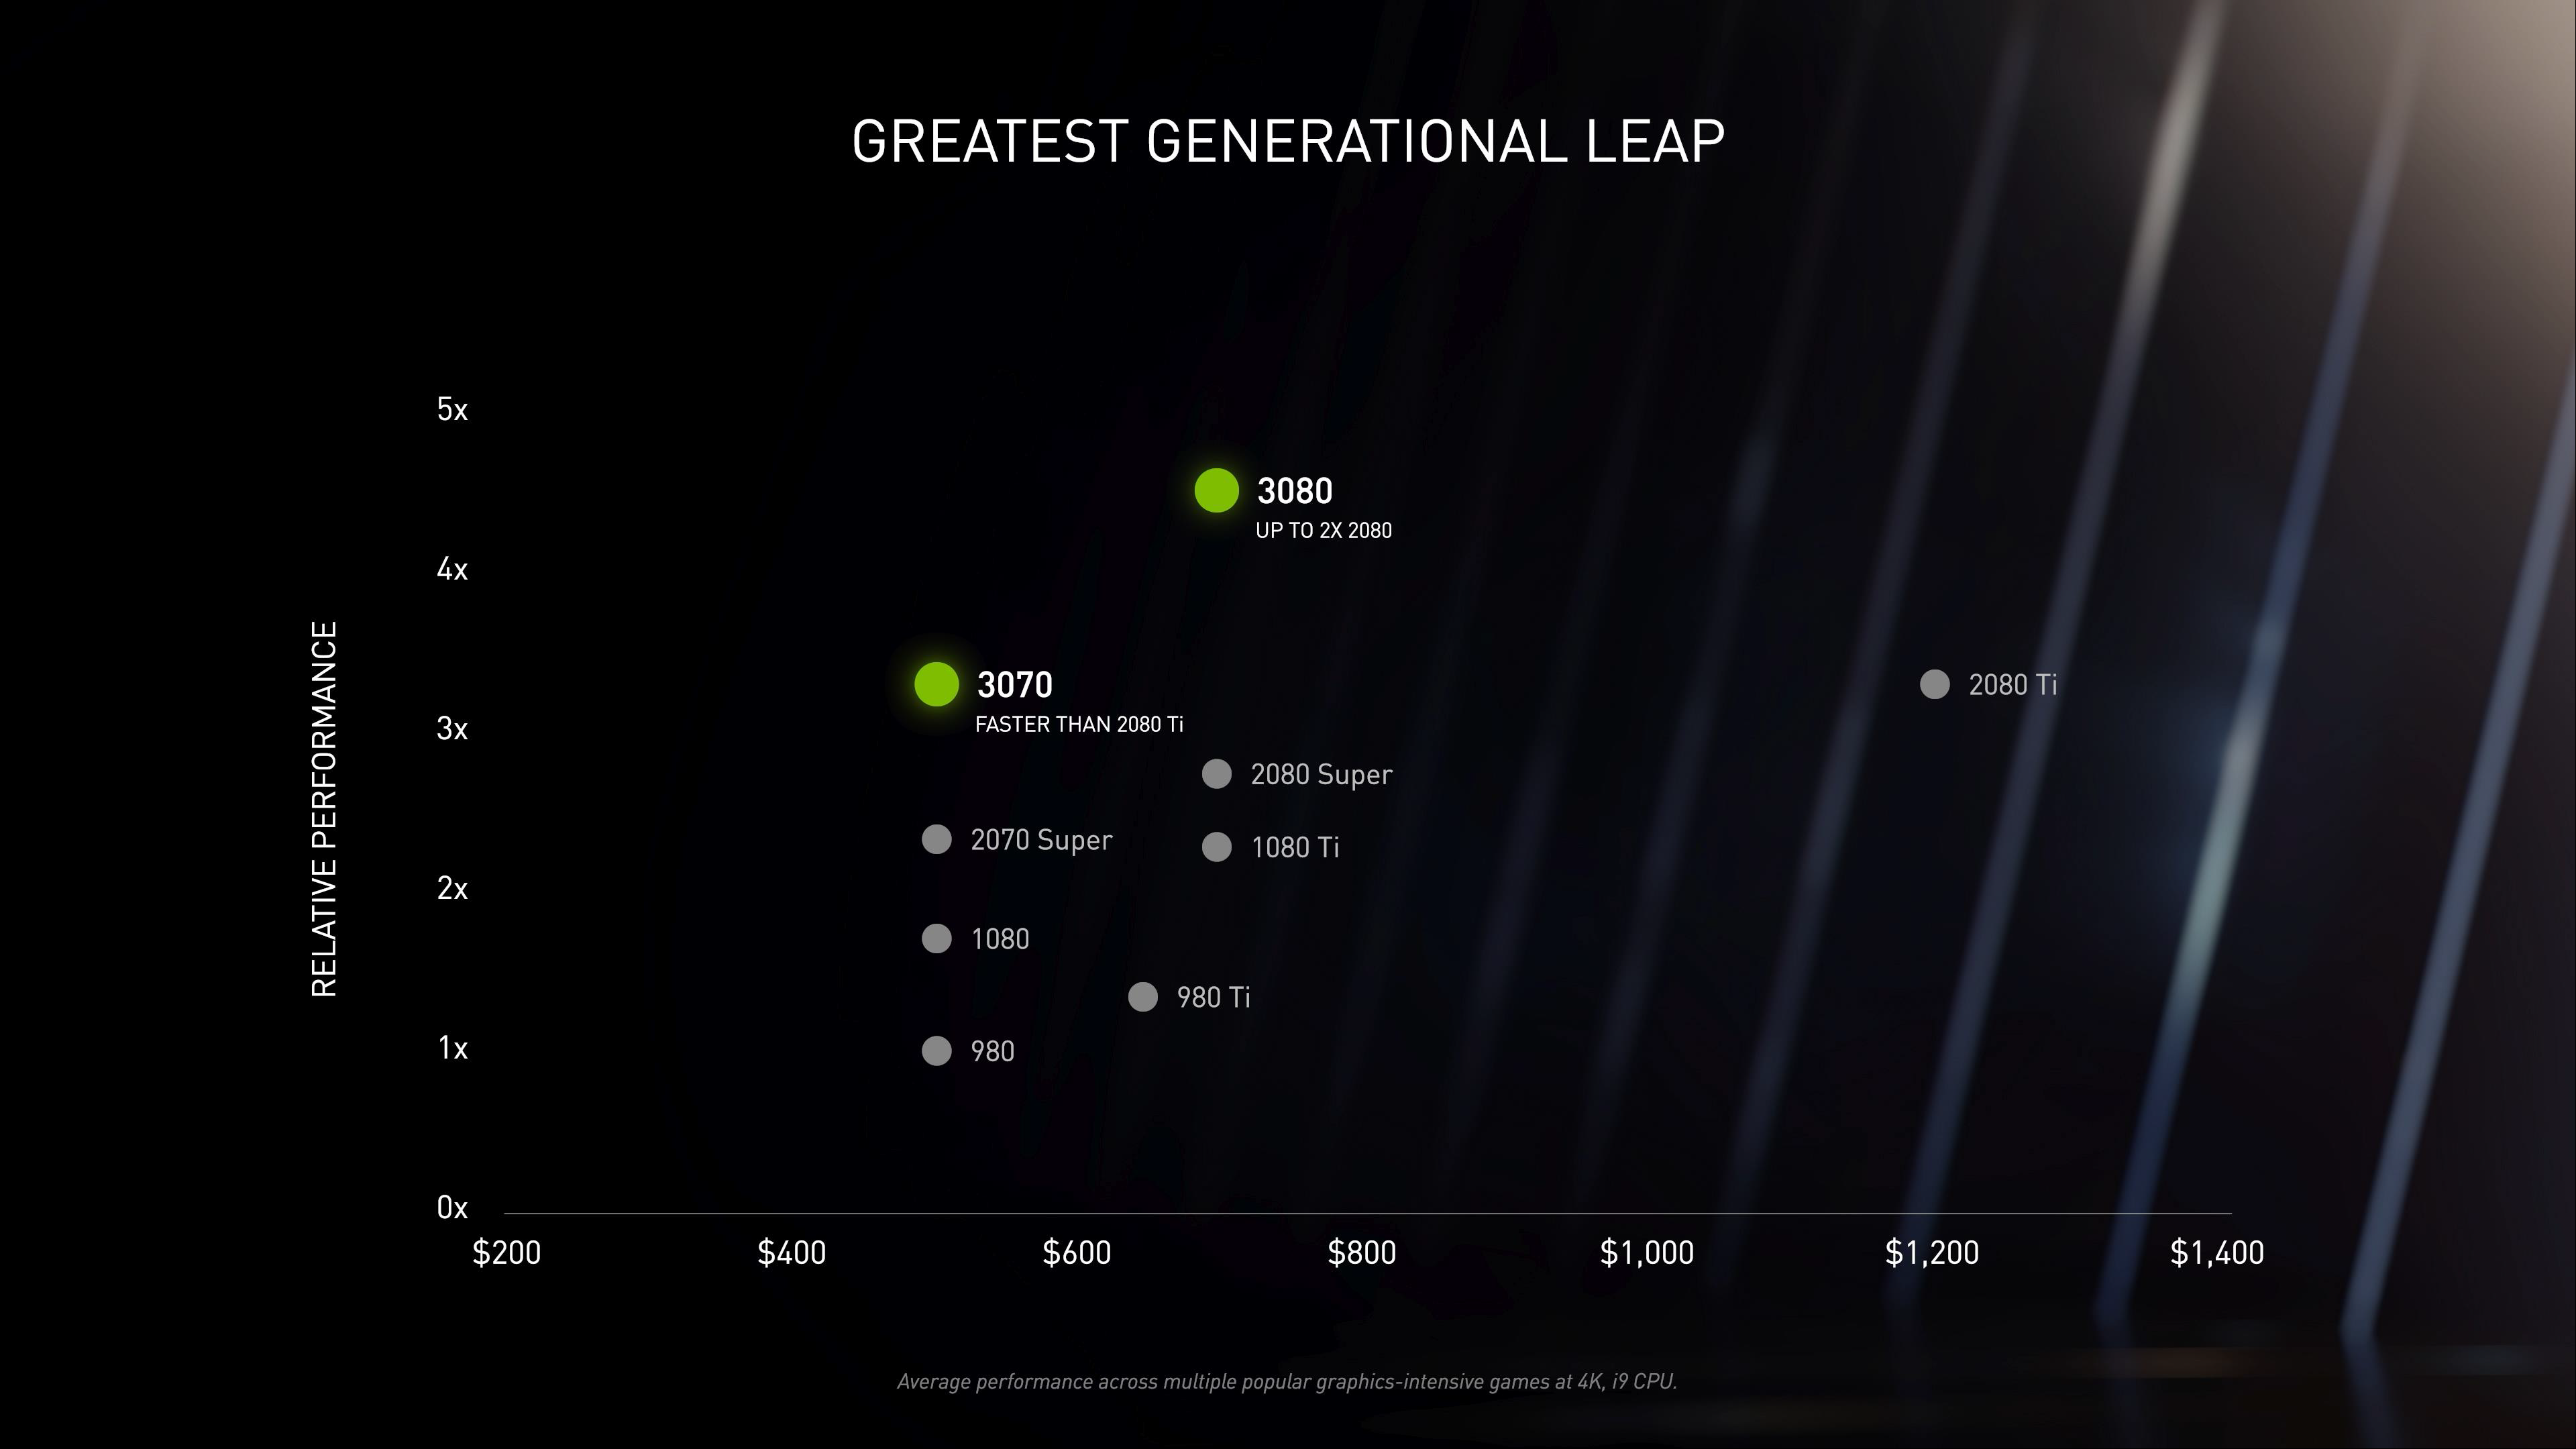 GREATEST GENERATIONAL LEAP
RELATIVE PERFORMANCE
5x
4x
3x
2x
1x
0x
3080
UP TO 2X 2080
3070
FASTER THAN 2080 Ti
2080 Ti
2080 Super
2070 Super
1080 Ti
1080
980 Ti
980
$200 $400 $600 $800 $1,000 $1,200 $1,400
Average performance across multiple popular graphics-intensive games at 4K, i9 CPU.